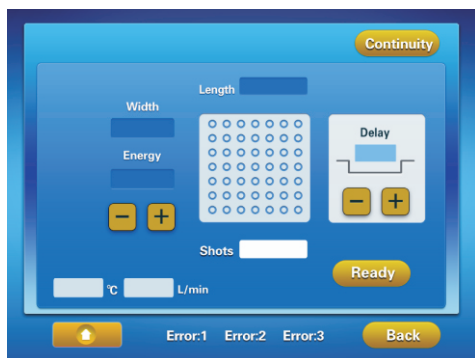 Continuity
Length
Width
Energy
Delay
− +
− +
Shots
Ready
℃ L/min
Error:1 Error:2 Error:3
Back